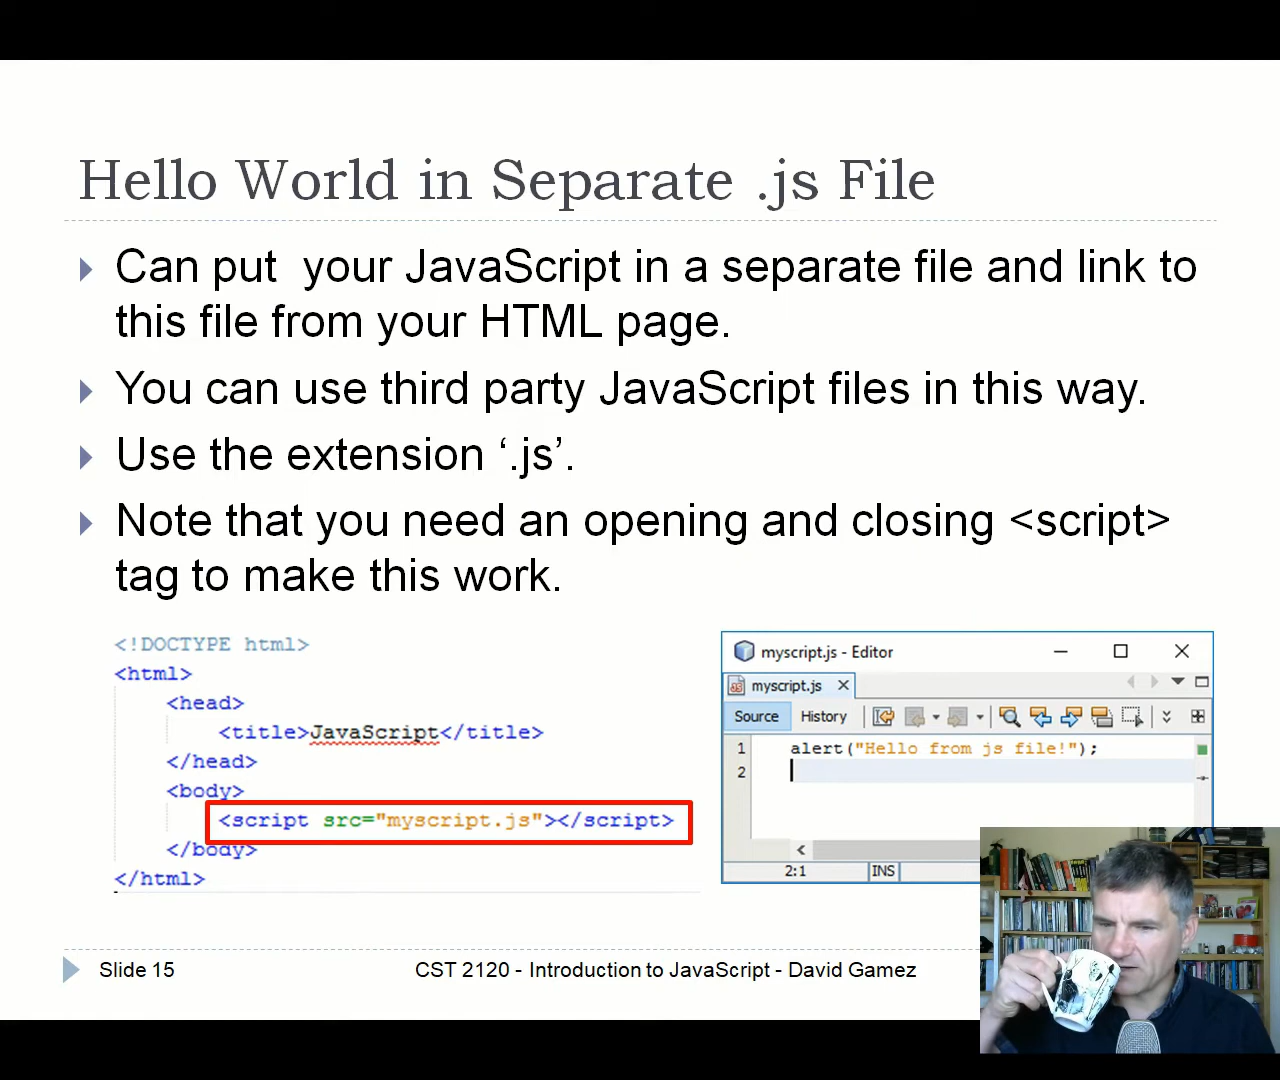 Hello World in Separate .js File
Can put  your JavaScript in a separate file and link to
this file from your HTML page.
You can use third party JavaScript files in this way.
Use the extension ‘.js’.
Note that you need an opening and closing <script>
tag to make this work.
<!DOCTYPE html>
<html>
<head>
<title>JavaScript</title>
</head>
<body>
<script src="myscript.js"></script>
</body>
</html>
myscript.js - Editor
myscript.js
Source History
1 alert("Hello from js file!");
2
2:1 INS
Slide 15
CST 2120 - Introduction to JavaScript - David Gamez